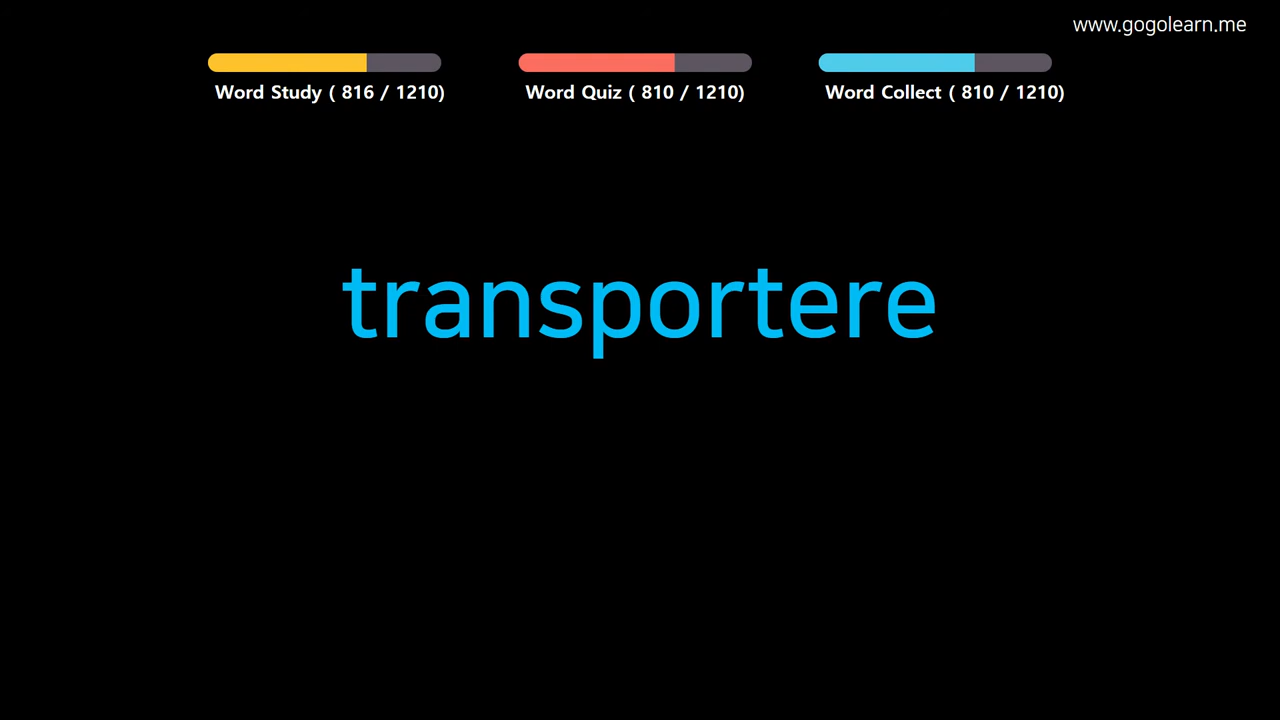 www.gogolearn.me
Word Study ( 816 / 1210)
Word Quiz ( 810 / 1210)
Word Collect ( 810 / 1210)
transportere